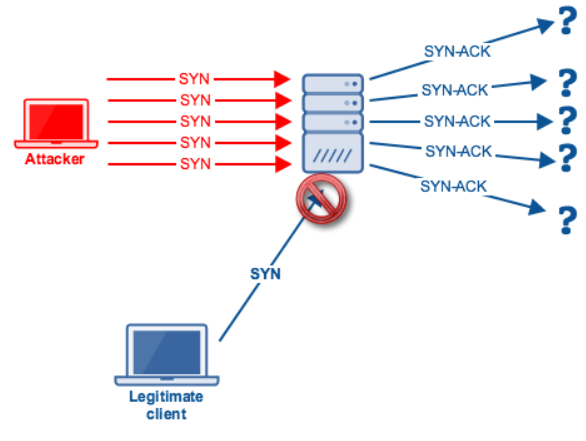 ?
SYN-ACK
SYN
?
SYN
SYN-ACK
SYN
SYN-ACK
?
SYN
SYN-ACK
?
Attacker
SYN
SYN-ACK
?
SYN
Legitimate
client